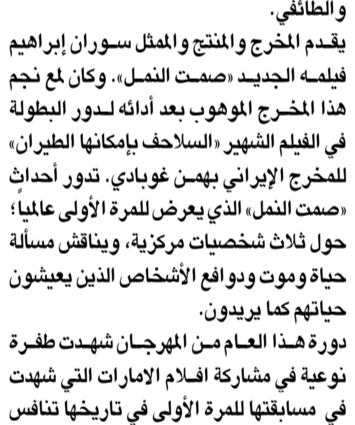 والطائفي.
يقدم المخرج والمنتج والممثل سوران إبراهيم
فيلمه الجديد «صمت النمل». وكان لمع نجم
هذا المخرج الموهوب بعد أدائه لدور البطولة
في الفيلم الشهير «السلاحف بإمكانها الطيران»
للمخرج الإيراني بهمن غوبادي. تدور أحداث
«صمت النمل» الذي يعرض للمرة الأولى عالمياً؛
حول ثلاث شخصيات مركزية، ويناقش مسألة
حياة وموت ودوافع الأشخاص الذين يعيشون
حياتهم كما يريدون.
دورة هذا العام من المهرجان شهدت طفرة
نوعية في مشاركة افلام الامارات التي شهدت
في مسابقتها للمرة الأولى في تاريخها تنافس